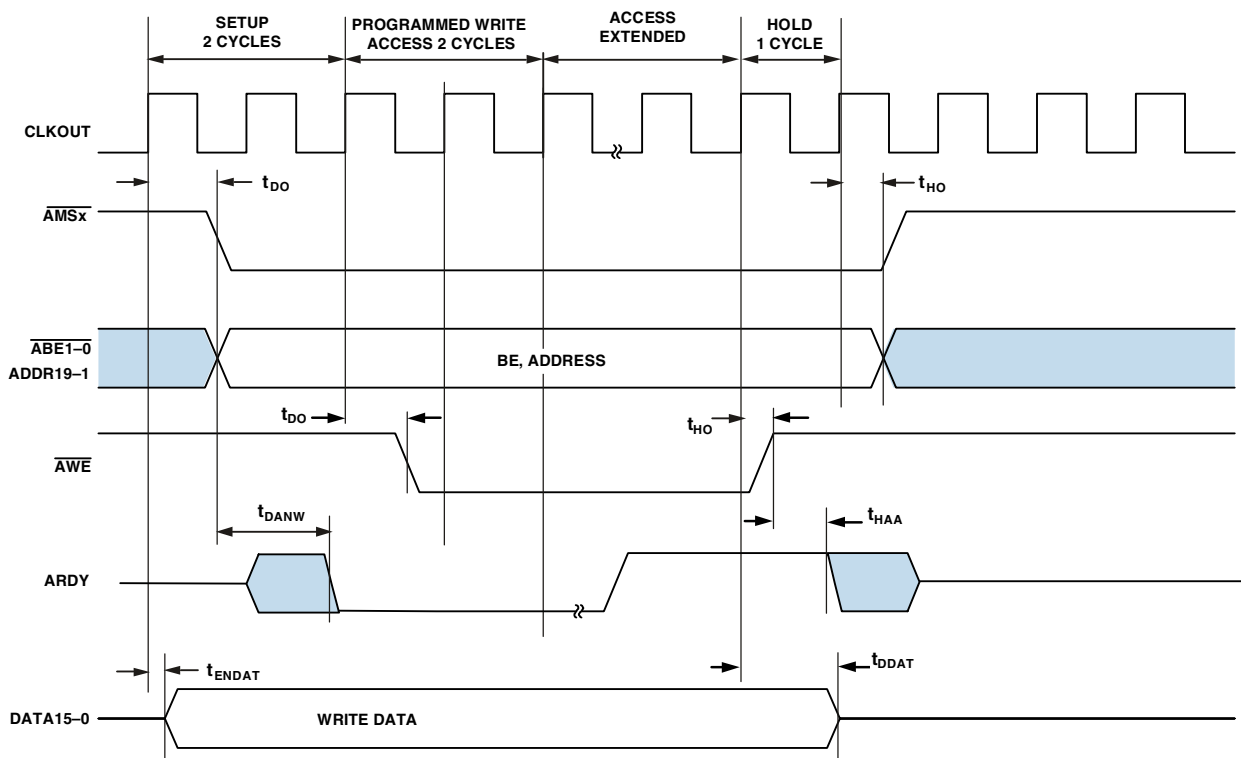 SETUP
2 CYCLES
PROGRAMMED WRITE
ACCESS 2 CYCLES
ACCESS
EXTENDED
HOLD
1 CYCLE
CLKOUT
tDO
tHO
AMSx
ABE1–0
ADDR19–1
BE, ADDRESS
tDO
tHO
AWE
tDANW
tHAA
ARDY
tENDAT
tDDAT
DATA15–0
WRITE DATA